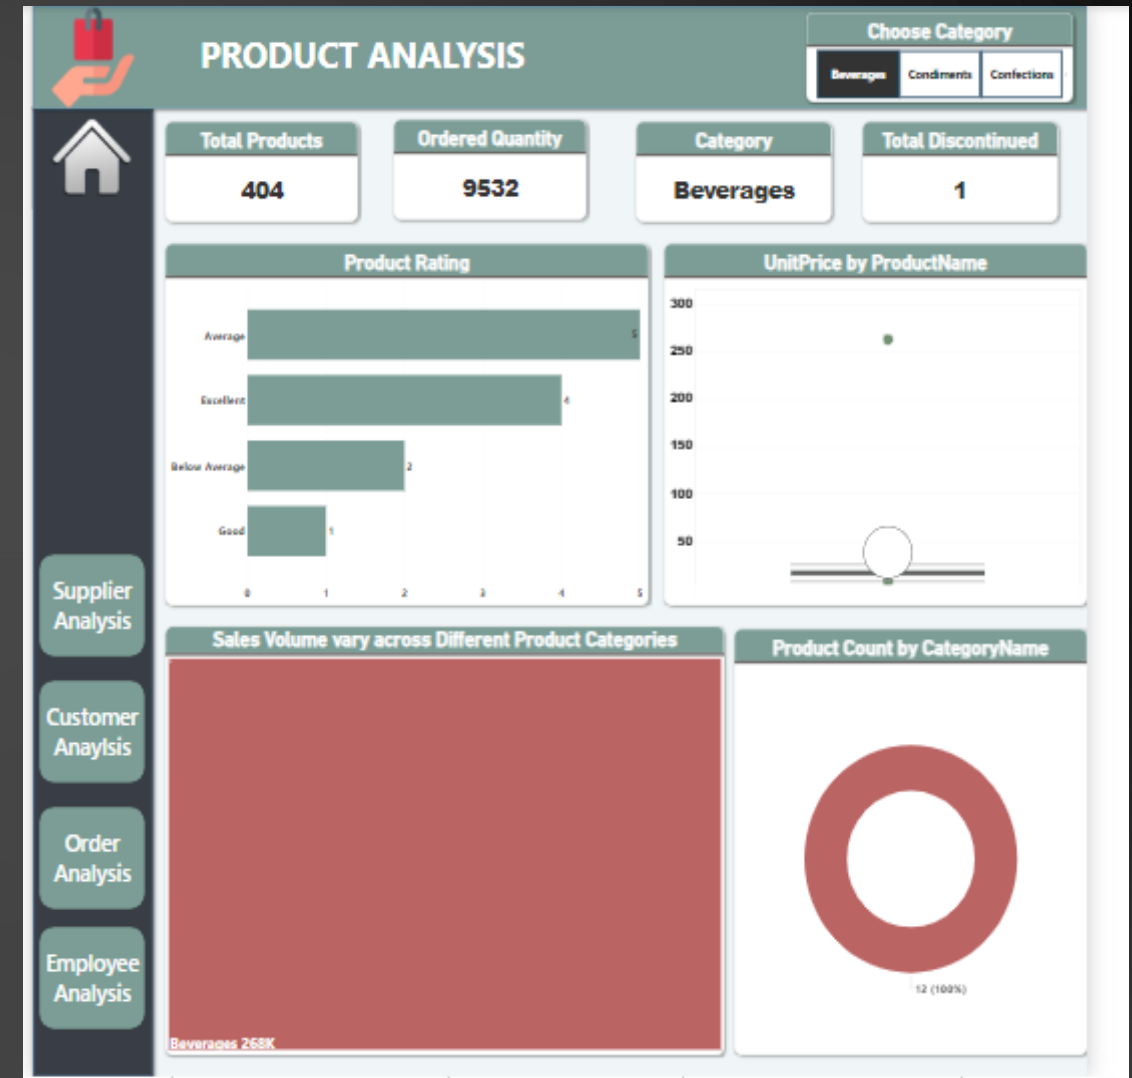 PRODUCT ANALYSIS
Choose Category
Beverages
Condiments
Confections
Total Products
404
Ordered Quantity
9532
Category
Beverages
Total Discontinued
1
Product Rating
Average
5
Excellent
4
Below Average
2
Good
1
0 1 2 3 4 5
UnitPrice by ProductName
300
250
200
150
100
50
Supplier
Analysis
Customer
Anaylsis
Order
Analysis
Employee
Analysis
Sales Volume vary across Different Product Categories
Beverages 268K
Product Count by CategoryName
12 (100%)